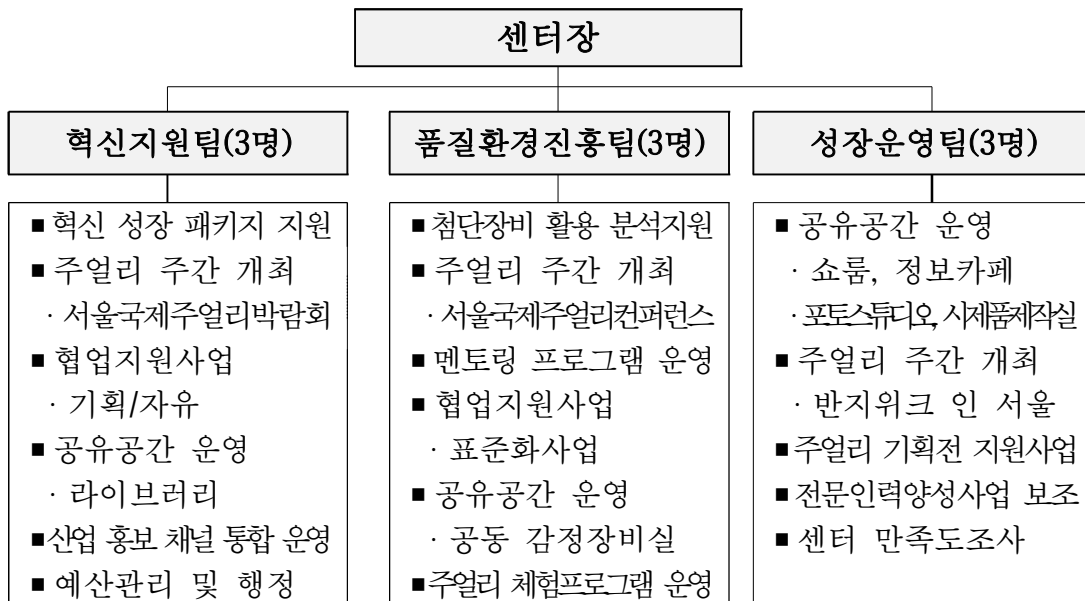 센터장
혁신지원팀(3명)
■ 혁신 성장 패키지 지원
■ 주얼리 주간 개최
· 서울국제주얼리박람회
■ 협업지원사업
· 기획/자유
■ 공유공간 운영
· 라이브러리
■ 산업 홍보 채널 통합 운영
■ 예산관리 및 행정
품질환경진흥팀(3명)
■ 첨단장비 활용 분석지원
■ 주얼리 주간 개최
· 서울국제주얼리컨퍼런스
■ 멘토링 프로그램 운영
■ 협업지원사업
· 표준화사업
■ 공유공간 운영
· 공동 감정장비실
■ 주얼리 체험프로그램 운영
성장운영팀(3명)
■ 공유공간 운영
· 쇼룸, 정보카페
· 포토스튜디오, 시제품제작실
■ 주얼리 주간 개최
· 반지위크 인 서울
■ 주얼리 기획전 지원사업
■ 전문인력양성사업 보조
■ 센터 만족도조사